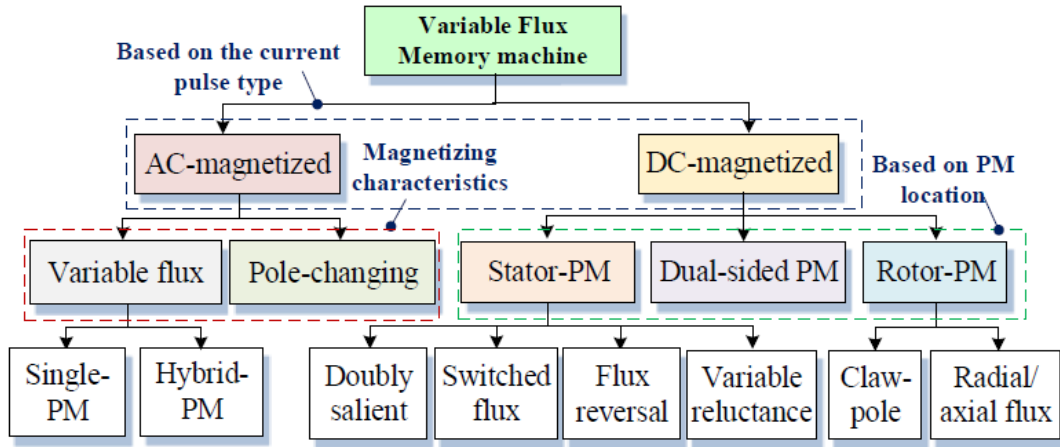 Variable Flux
Memory machine
Based on the current
pulse type
AC-magnetized
Magnetizing
characteristics
DC-magnetized
Based on PM
location
Variable flux
Pole-changing
Stator-PM
Dual-sided PM
Rotor-PM
Single-
PM
Hybrid-
PM
Doubly
salient
Switched
flux
Flux
reversal
Variable
reluctance
Claw-
pole
Radial/
axial flux